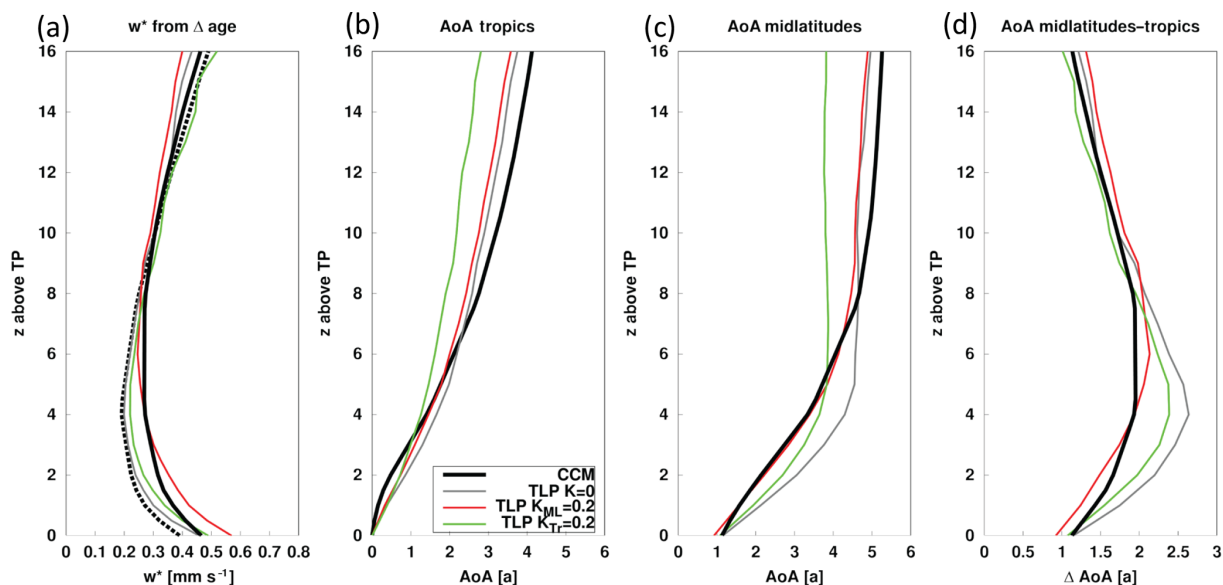 (a) w* from Δ age
16
14
12
10
8
6
4
2
0
z above TP
0 0.1 0.2 0.3 0.4 0.5 0.6 0.7 0.8
w* [mm s⁻¹]
(b) AoA tropics
16
14
12
10
8
6
4
2
0
z above TP
CCM
TLP K=0
TLP K_ML=0.2
TLP K_Tr=0.2
0 1 2 3 4 5 6
AoA [a]
(c) AoA midlatitudes
16
14
12
10
8
6
4
2
0
z above TP
0 1 2 3 4 5 6
AoA [a]
(d) AoA midlatitudes–tropics
16
14
12
10
8
6
4
2
0
z above TP
0 0.5 1 1.5 2 2.5 3
Δ AoA [a]